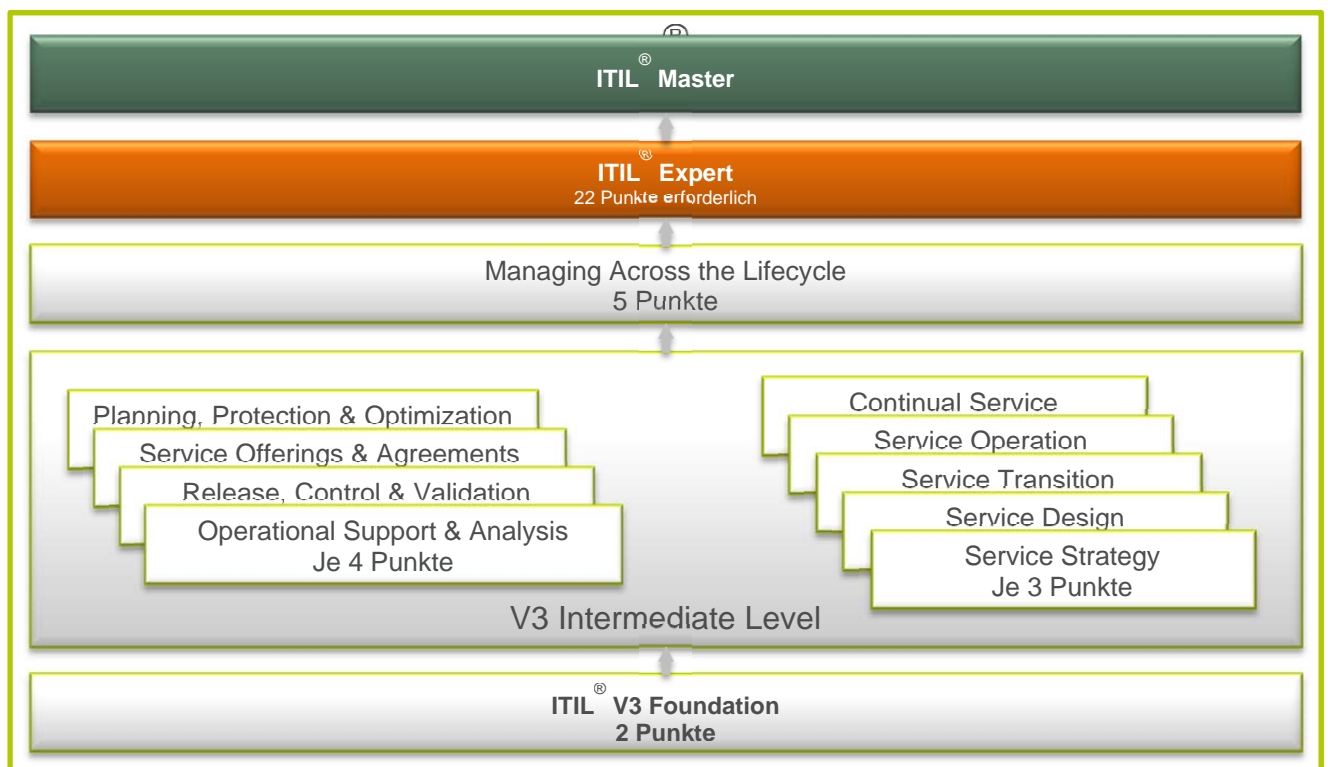 ®
ITIL® Master
ITIL® Expert
22 Punkte erforderlich
Managing Across the Lifecycle
5 Punkte
Planning, Protection & Optimization
Service Offerings & Agreements
Release, Control & Validation
Operational Support & Analysis
Je 4 Punkte
Continual Service
Service Operation
Service Transition
Service Design
Service Strategy
Je 3 Punkte
V3 Intermediate Level
ITIL® V3 Foundation
2 Punkte